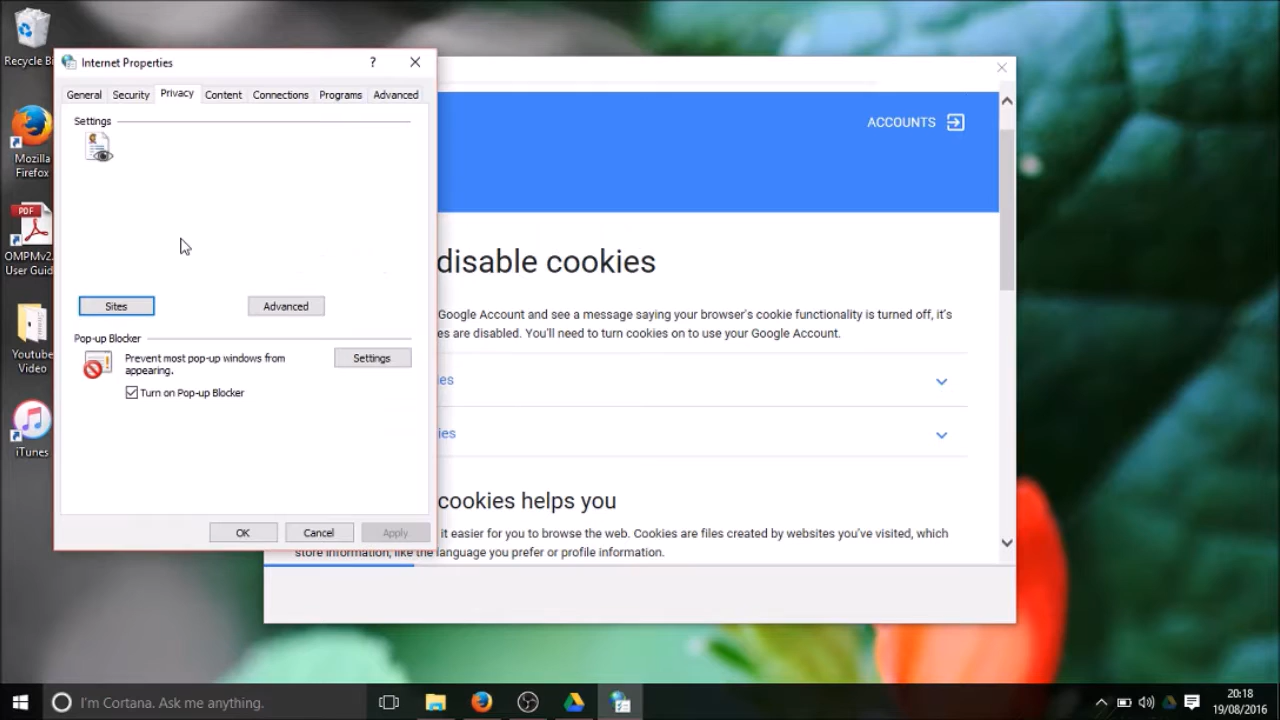 Recycle Bi
Mozilla
Firefox
PDF
OMPMv2.
User Guid
Youtube
Video
iTunes
Internet Properties
?
General
Security
Privacy
Content
Connections
Programs
Advanced
Settings
Sites
Advanced
Pop-up Blocker
Prevent most pop-up windows from
appearing.
Settings
Turn on Pop-up Blocker
OK
Cancel
Apply
ACCOUNTS
disable cookies
Google Account and see a message saying your browser's cookie functionality is turned off, it's
es are disabled. You'll need to turn cookies on to use your Google Account.
ies
ies
cookies helps you
it easier for you to browse the web. Cookies are files created by websites you've visited, which
store information, like the language you prefer or profile information.
I'm Cortana. Ask me anything.
20:18
19/08/2016